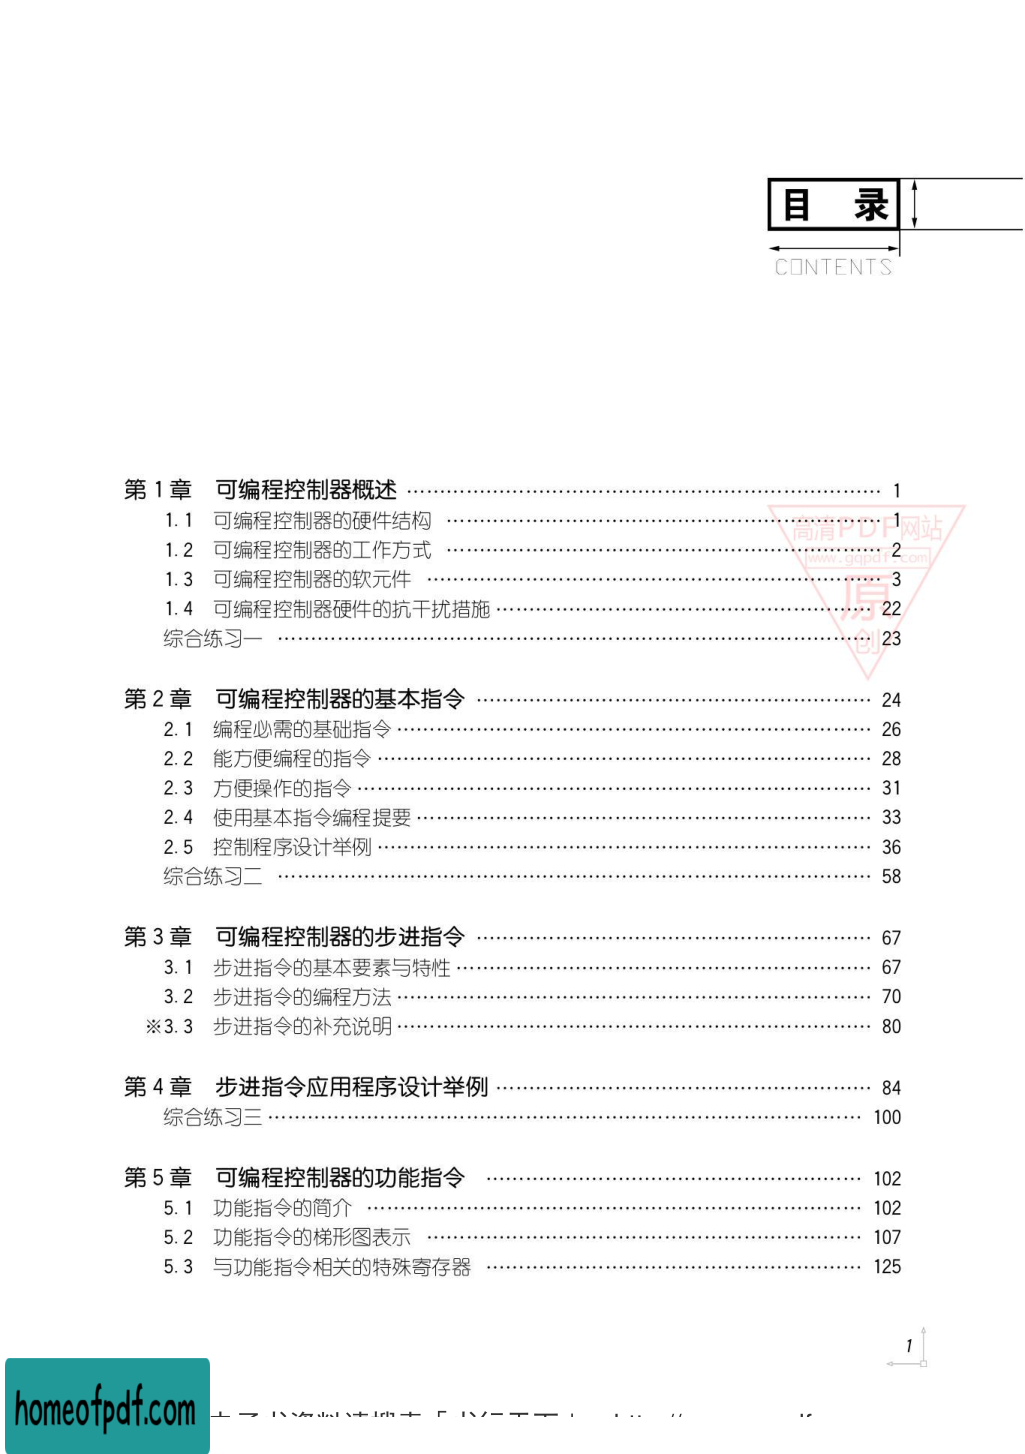 目 录
CONTENTS
第 1 章 可编程控制器概述 …………………………………………………………… 1
1. 1 可编程控制器的硬件结构 ………………………………………………………… 1
1. 2 可编程控制器的工作方式 ………………………………………………………… 2
1. 3 可编程控制器的软元件 …………………………………………………………… 3
1. 4 可编程控制器硬件的抗干扰措施 ………………………………………………… 22
综合练习一 ……………………………………………………………………………… 23
高清PDF网站
www.gqpdf.com
原
创
第 2 章 可编程控制器的基本指令 ……………………………………………………… 24
2. 1 编程必需的基础指令 ……………………………………………………………… 26
2. 2 能方便编程的指令 ………………………………………………………………… 28
2. 3 方便操作的指令 …………………………………………………………………… 31
2. 4 使用基本指令编程提要 …………………………………………………………… 33
2. 5 控制程序设计举例 ………………………………………………………………… 36
综合练习二 ……………………………………………………………………………… 58
第 3 章 可编程控制器的步进指令 ……………………………………………………… 67
3. 1 步进指令的基本要素与特性 ……………………………………………………… 67
3. 2 步进指令的编程方法 ……………………………………………………………… 70
※3. 3 步进指令的补充说明 ……………………………………………………………… 80
第 4 章 步进指令应用程序设计举例 …………………………………………………… 84
综合练习三 ……………………………………………………………………………… 100
第 5 章 可编程控制器的功能指令 ……………………………………………………… 102
5. 1 功能指令的简介 …………………………………………………………………… 102
5. 2 功能指令的梯形图表示 …………………………………………………………… 107
5. 3 与功能指令相关的特殊寄存器 …………………………………………………… 125
1
homeofpdf.com